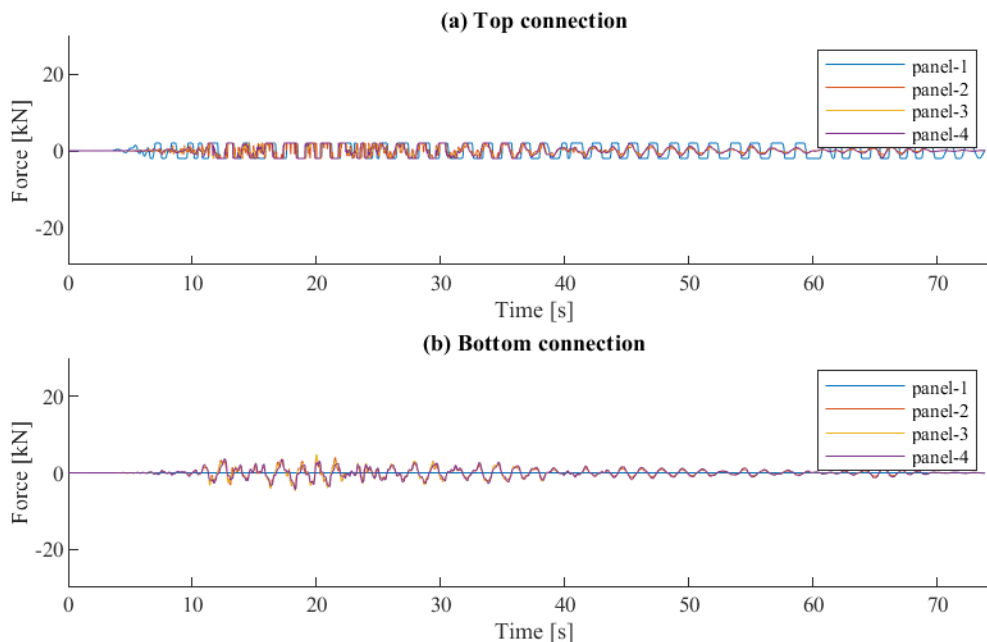 (a) Top connection
20
0
-20
Force [kN]
panel-1
panel-2
panel-3
panel-4
0 10 20 30 40 50 60 70
Time [s]
(b) Bottom connection
20
0
-20
Force [kN]
panel-1
panel-2
panel-3
panel-4
0 10 20 30 40 50 60 70
Time [s]